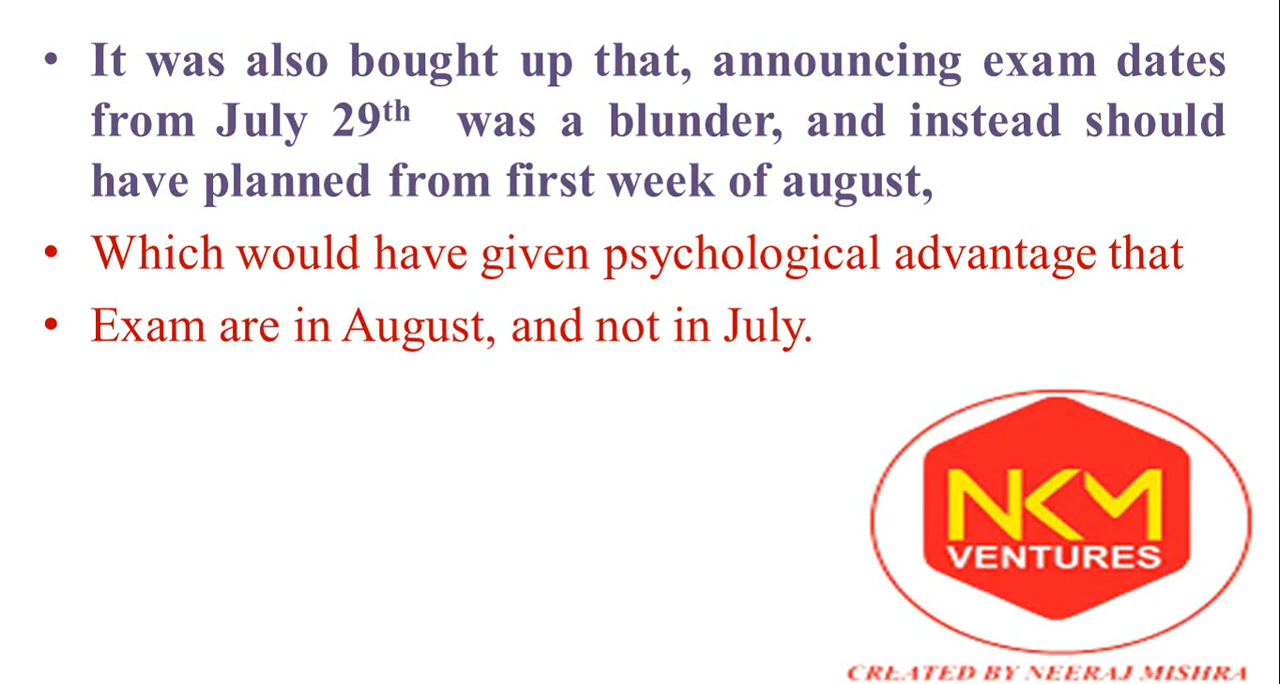 • It was also bought up that, announcing exam dates
from July 29th was a blunder, and instead should
have planned from first week of august,
• Which would have given psychological advantage that
• Exam are in August, and not in July.
NKM
VENTURES
CREATED BY NEERAJ MISHRA